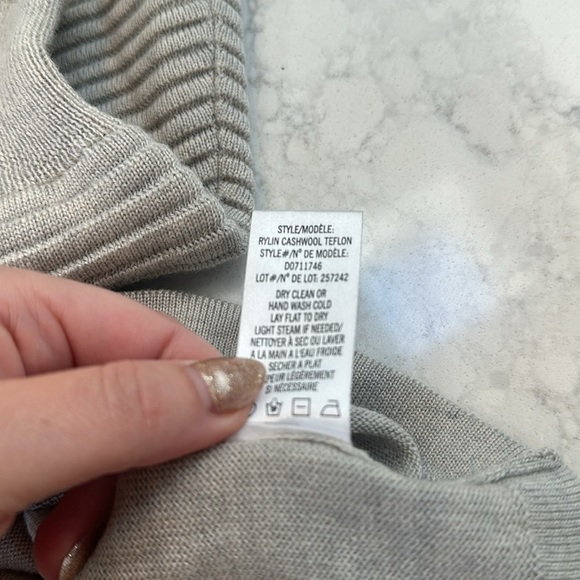 STYLE/MODÈLE:
RYLIN CASHWOOL TEFLON
STYLE#/N° DE MODÈLE:
D0711746
LOT#/N° DE LOT: 257242
DRY CLEAN OR
HAND WASH COLD
LAY FLAT TO DRY
LIGHT STEAM IF NEEDED/
NETTOYER À SEC OU LAVER
A LA MAIN A L'EAU FROIDE
SECHER A PLAT
LÉGÈREMENT
SI NÉCESSAIRE